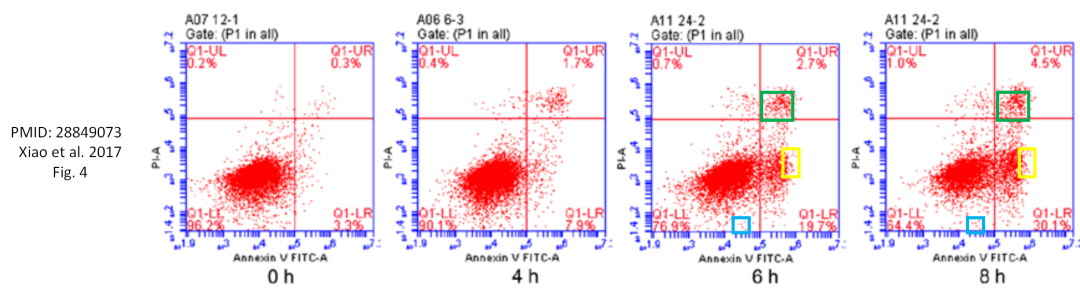 PMID: 28849073
Xiao et al. 2017
Fig. 4
A07 12-1
Gate: (P1 in all)
Q1-UL
0.2%
Q1-UR
0.3%
Q1-LL
96.2%
Q1-LR
3.3%
PI-A
Annexin V FITC-A
0 h
A06 6-3
Gate: (P1 in all)
Q1-UL
0.4%
Q1-UR
1.7%
Q1-LL
90.1%
Q1-LR
7.9%
PI-A
Annexin V FITC-A
4 h
A11 24-2
Gate: (P1 in all)
Q1-UL
0.7%
Q1-UR
2.7%
Q1-LL
76.9%
Q1-LR
19.7%
PI-A
Annexin V FITC-A
6 h
A11 24-2
Gate: (P1 in all)
Q1-UL
1.0%
Q1-UR
4.5%
Q1-LL
64.4%
Q1-LR
30.1%
PI-A
Annexin V FITC-A
8 h